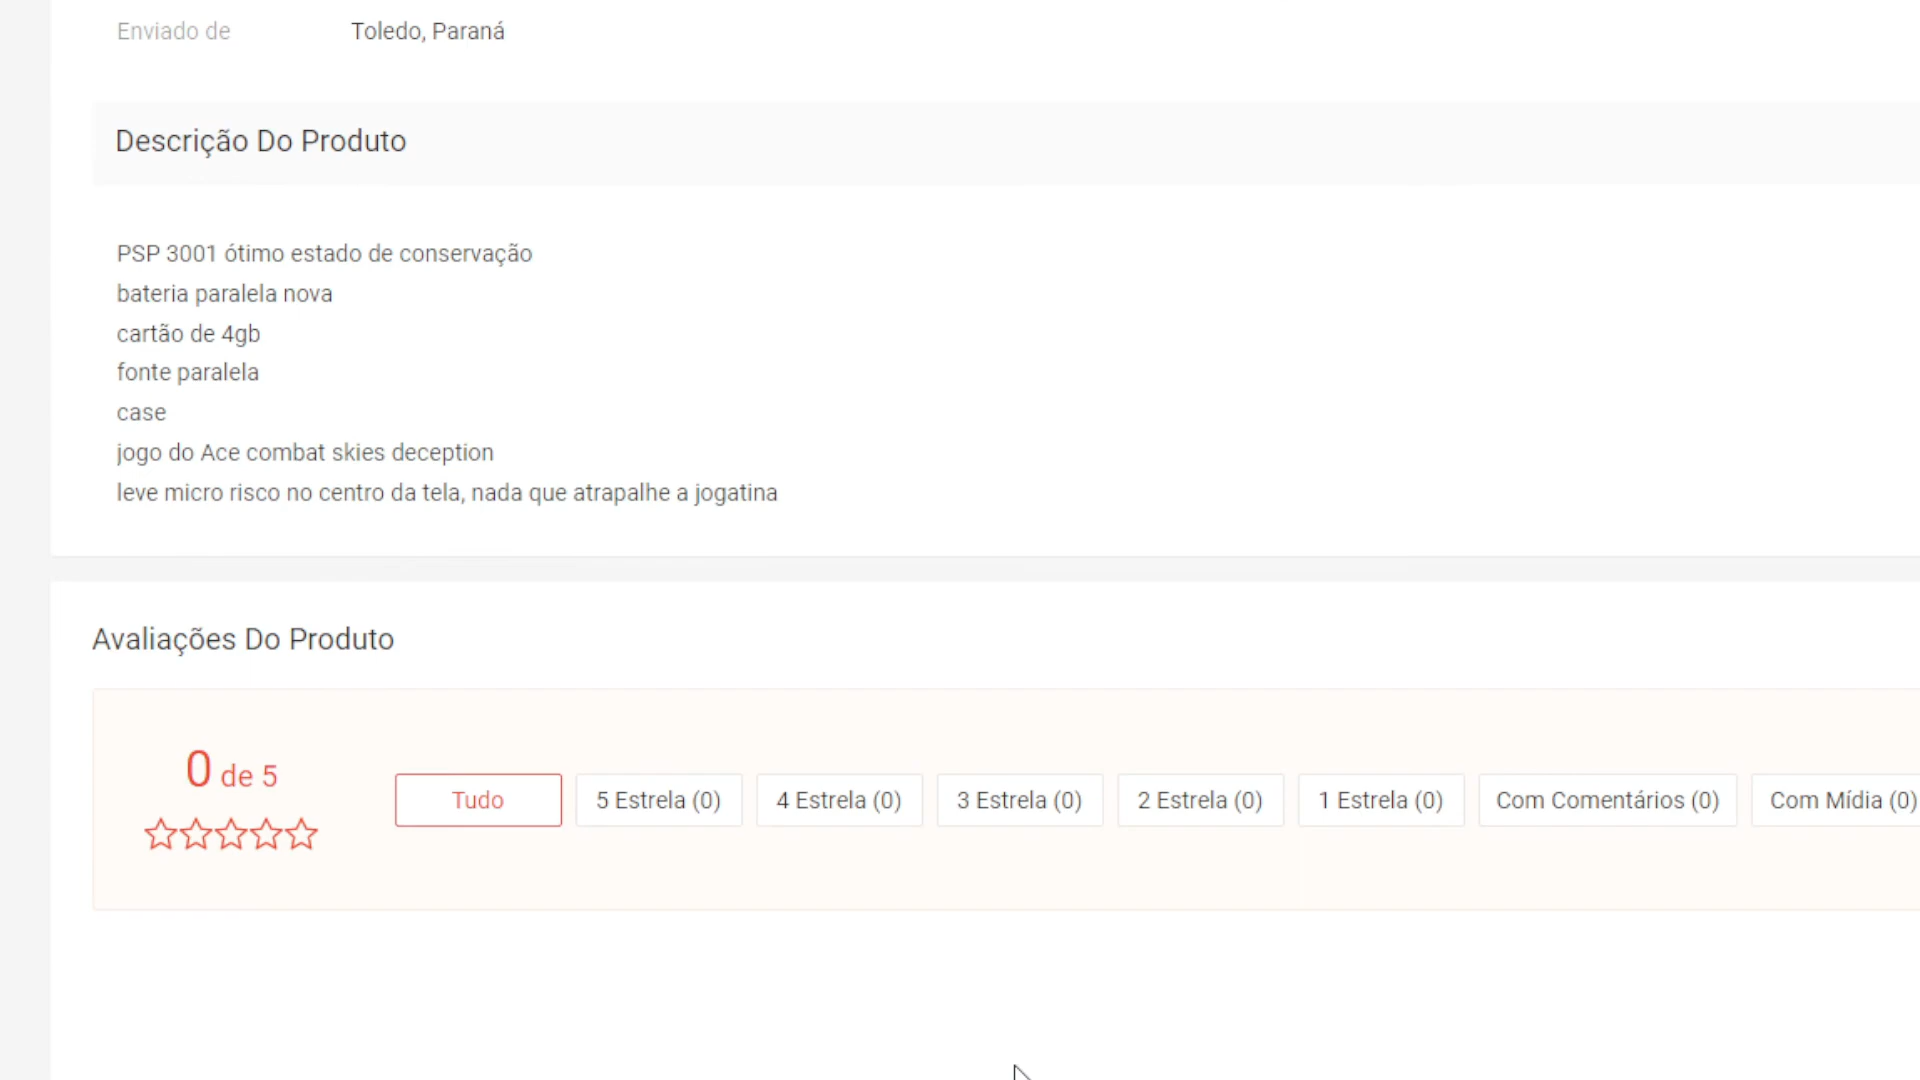 Enviado de Toledo, Paraná
Descrição Do Produto
PSP 3001 ótimo estado de conservação
bateria paralela nova
cartão de 4gb
fonte paralela
case
jogo do Ace combat skies deception
leve micro risco no centro da tela, nada que atrapalhe a jogatina
Avaliações Do Produto
0 de 5
Tudo 5 Estrela (0) 4 Estrela (0) 3 Estrela (0) 2 Estrela (0) 1 Estrela (0) Com Comentários (0) Com Mídia (0)